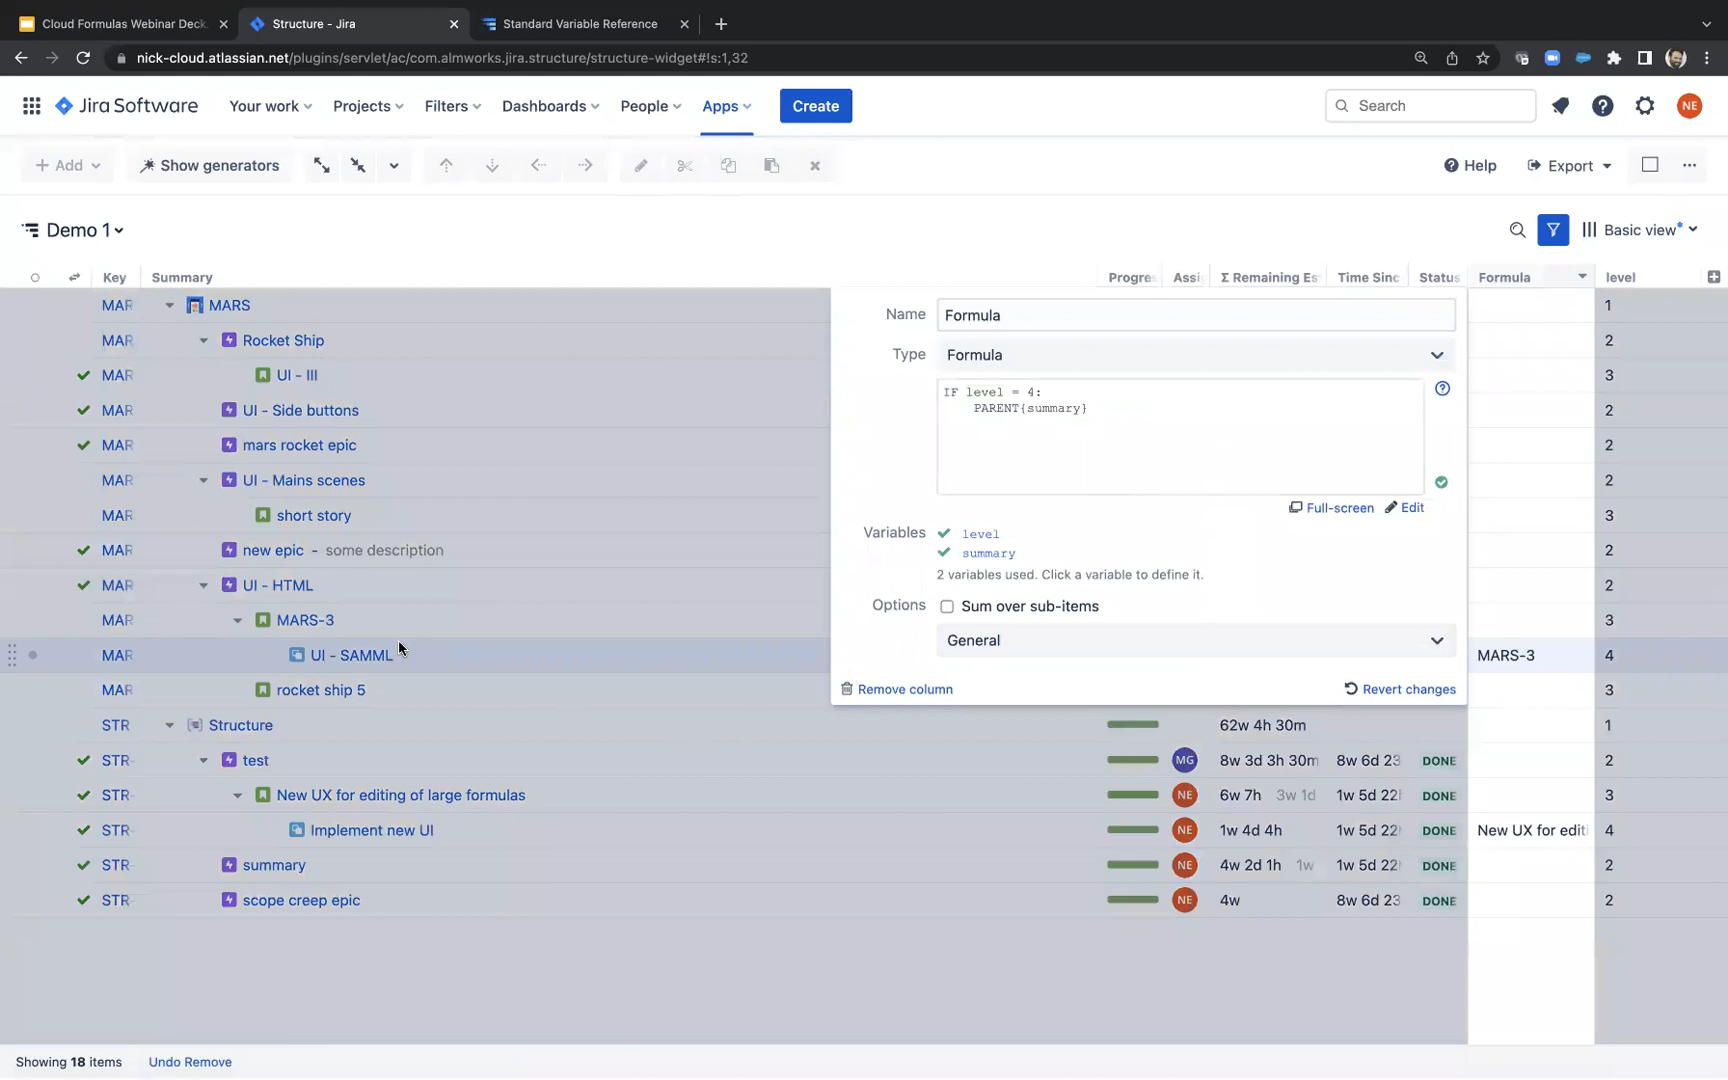 Cloud Formulas Webinar Deck
Structure - Jira
Standard Variable Reference
nick-cloud.atlassian.net/plugins/servlet/ac/com.almworks.jira.structure/structure-widget#!s:1,32
Jira Software
Your work
Projects
Filters
Dashboards
People
Apps
Create
Search
NE
Add
Show generators
Help
Export
Demo 1
Basic view
Key
Summary
Progres
Assi
Σ Remaining Es
Time Sinc
Status
Formula
level
MAR MARS 1
MAR Rocket Ship 2
MAR UI - III 3
MAR UI - Side buttons 2
MAR mars rocket epic 2
MAR UI - Mains scenes 2
MAR short story 3
MAR new epic - some description 2
MAR UI - HTML 2
MAR MARS-3 3
MAR UI - SAMML MARS-3 4
MAR rocket ship 5 3
STR Structure 62w 4h 30m 1
STR- test MG 8w 3d 3h 30m 8w 6d 23 DONE 2
STR- New UX for editing of large formulas NE 6w 7h 3w 1d 1w 5d 22 DONE 3
STR- Implement new UI NE 1w 4d 4h 1w 5d 22 DONE New UX for edit 4
STR- summary NE 4w 2d 1h 1w 1w 5d 22 DONE 2
STR- scope creep epic NE 4w 8w 6d 23 DONE 2
Name Formula
Type Formula
IF level = 4:
PARENT{summary}
Full-screen Edit
Variables level
summary
2 variables used. Click a variable to define it.
Options Sum over sub-items
General
Remove column Revert changes
Showing 18 items Undo Remove